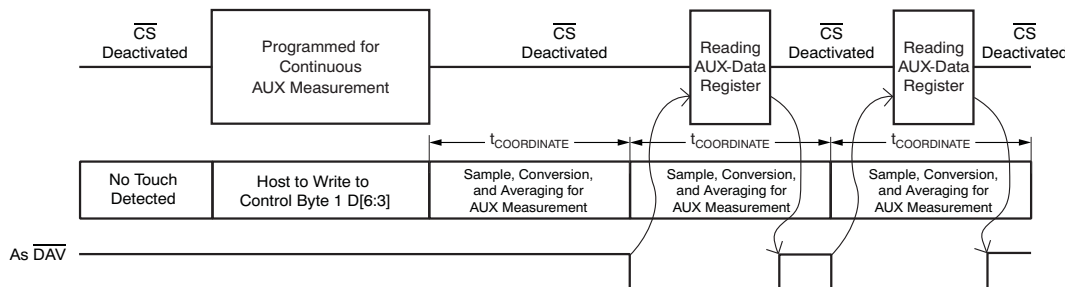 CS
Deactivated
Programmed for
Continuous
AUX Measurement
CS
Deactivated
Reading
AUX-Data
Register
CS
Deactivated
Reading
AUX-Data
Register
CS
Deactivated
tCOORDINATE
tCOORDINATE
tCOORDINATE
No Touch
Detected
Host to Write to
Control Byte 1 D[6:3]
Sample, Conversion,
and Averaging for
AUX Measurement
Sample, Conversion,
and Averaging for
AUX Measurement
Sample, Conversion,
and Averaging for
AUX Measurement
As DAV